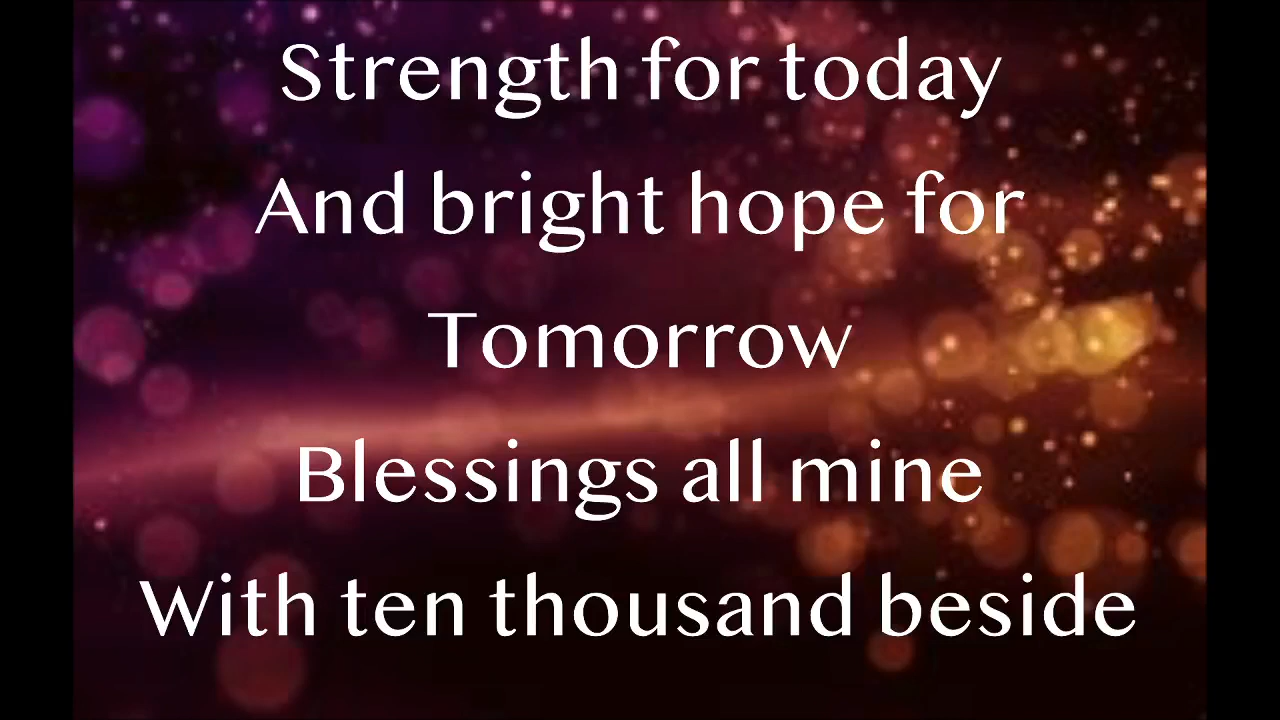 Strength for today
And bright hope for
Tomorrow
Blessings all mine
With ten thousand beside